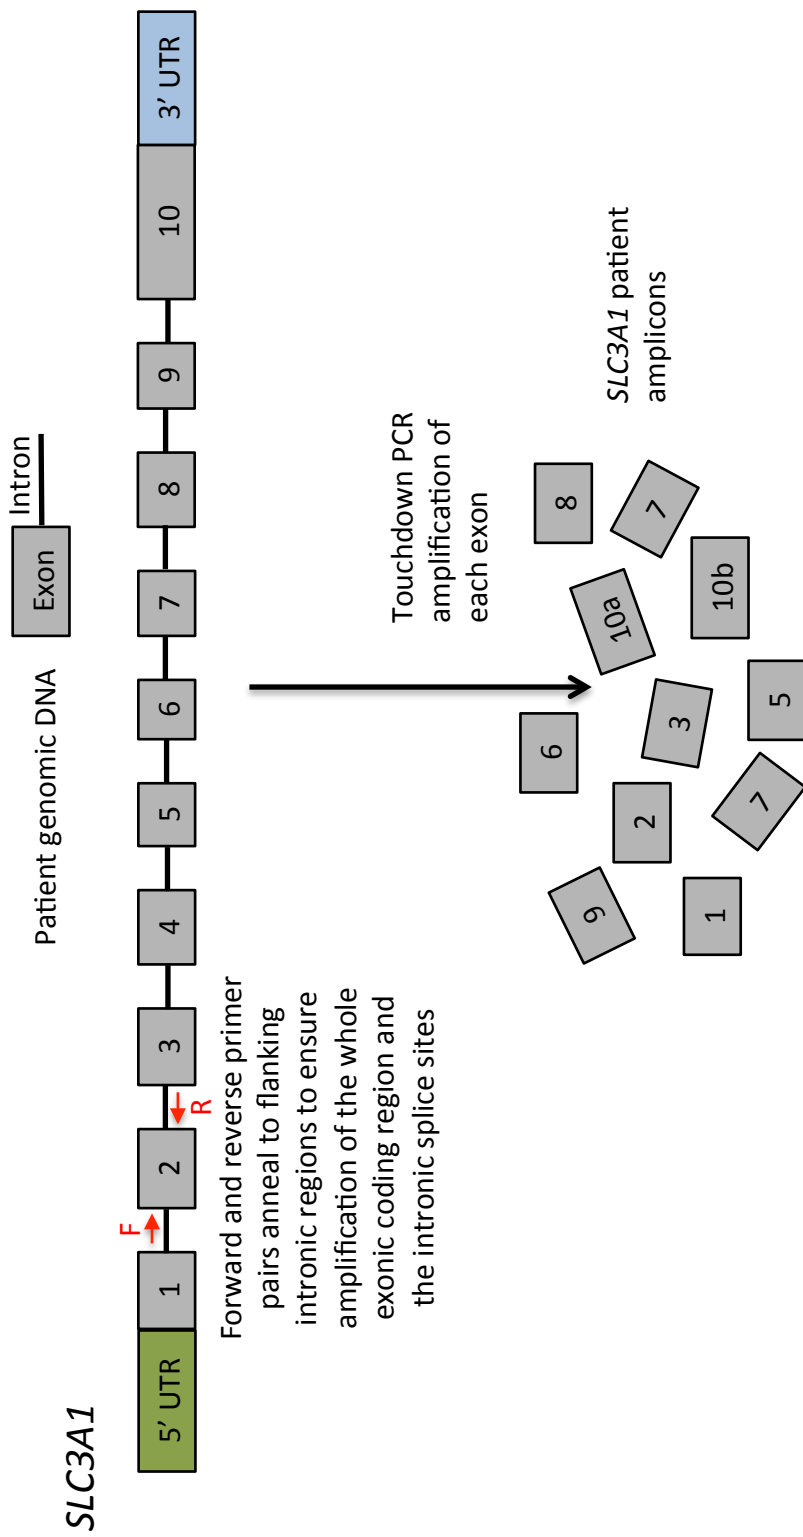 SLC3A1
Patient genomic DNA
Exon
Intron
5' UTR
1
2
3
4
5
6
7
8
9
10
3' UTR
F
R
Forward and reverse primer
pairs anneal to flanking
intronic regions to ensure
amplification of the whole
exonic coding region and
the intronic splice sites
Touchdown PCR
amplification of
each exon
6
8
9
2
3
10a
7
1
7
5
10b
SLC3A1 patient
amplicons